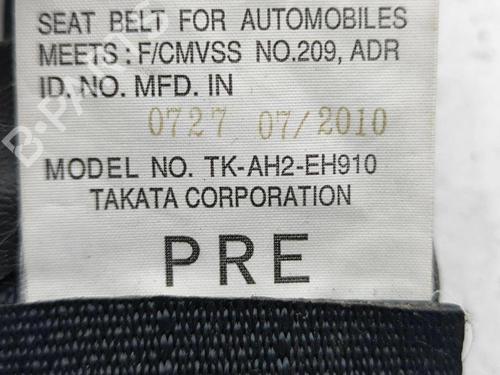 SEAT BELT FOR AUTOMOBILES
MEETS : F/CMVSS NO.209, ADR
ID. NO. MFD. IN
0727 07/2010
MODEL NO. TK-AH2-EH910
TAKATA CORPORATION
PRE
B-PARTS